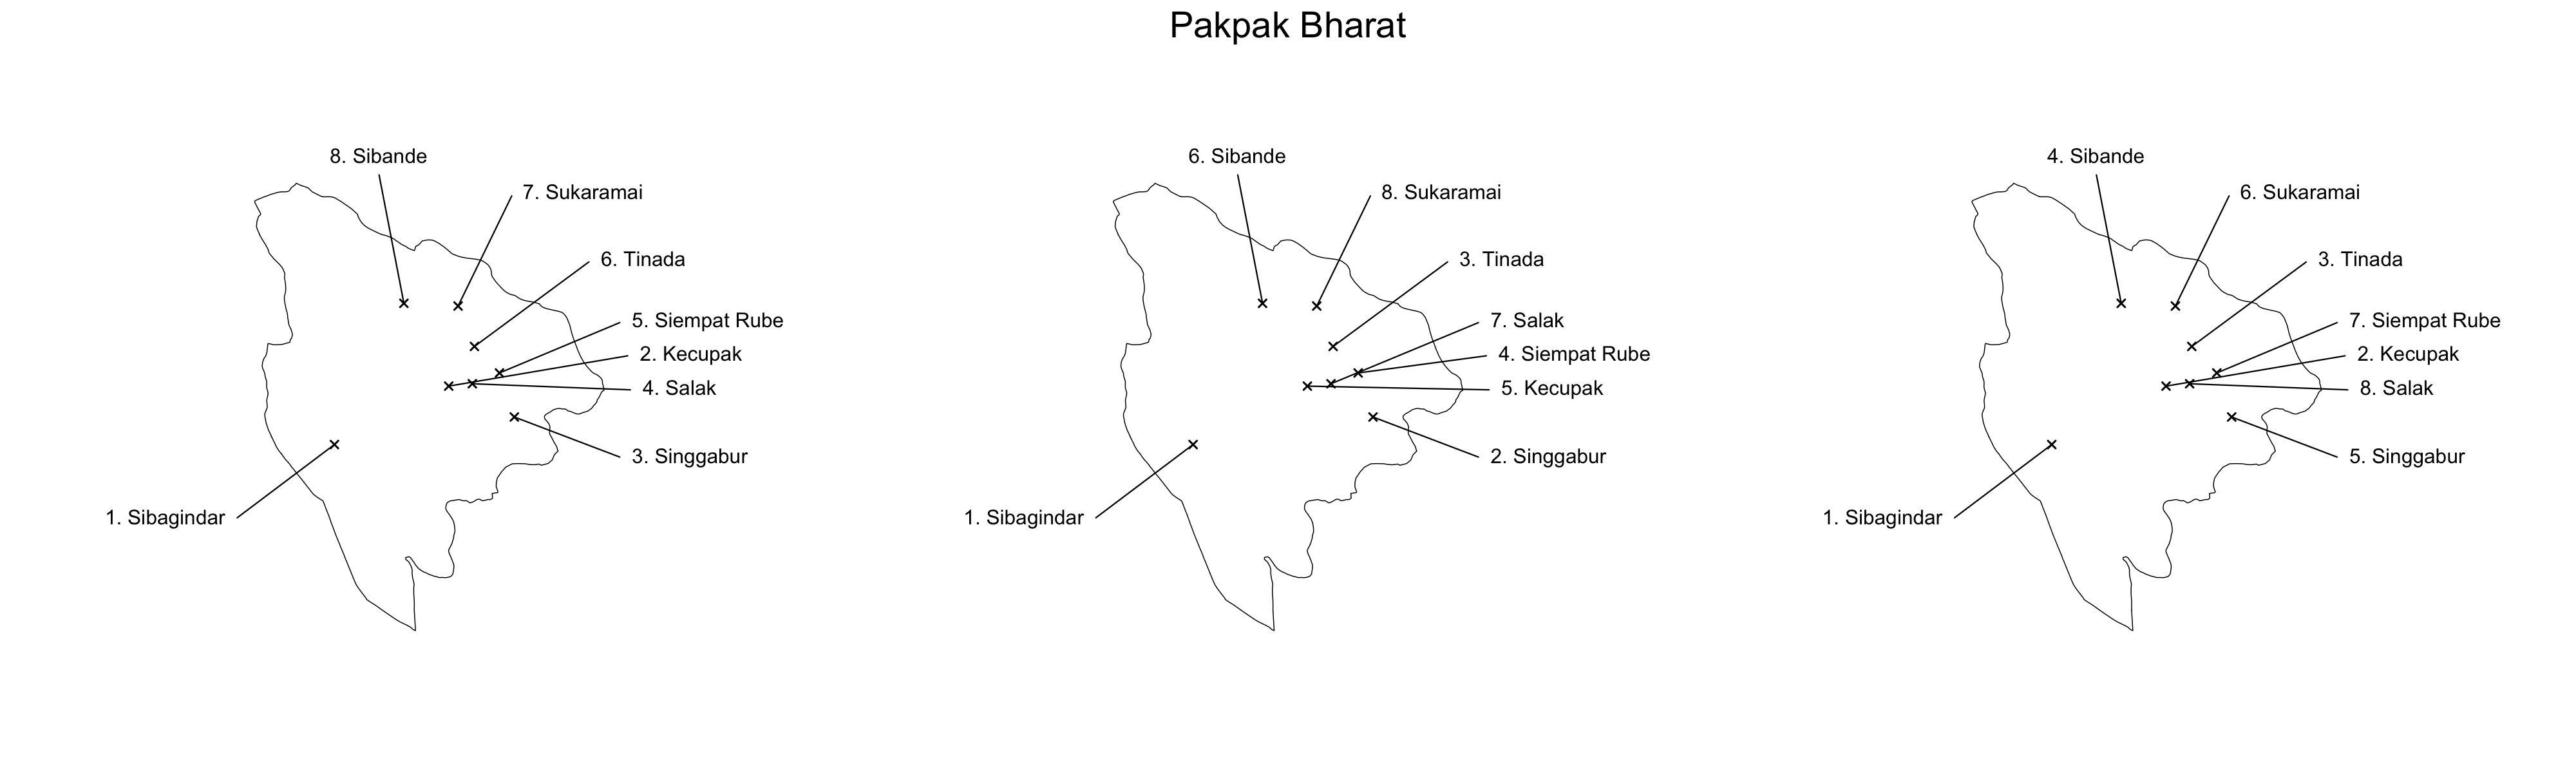 Pakpak Bharat
8. Sibande
7. Sukaramai
6. Tinada
5. Siempat Rube
2. Kecupak
4. Salak
3. Singgabur
1. Sibagindar
6. Sibande
8. Sukaramai
3. Tinada
7. Salak
4. Siempat Rube
5. Kecupak
2. Singgabur
1. Sibagindar
4. Sibande
6. Sukaramai
3. Tinada
7. Siempat Rube
2. Kecupak
8. Salak
5. Singgabur
1. Sibagindar